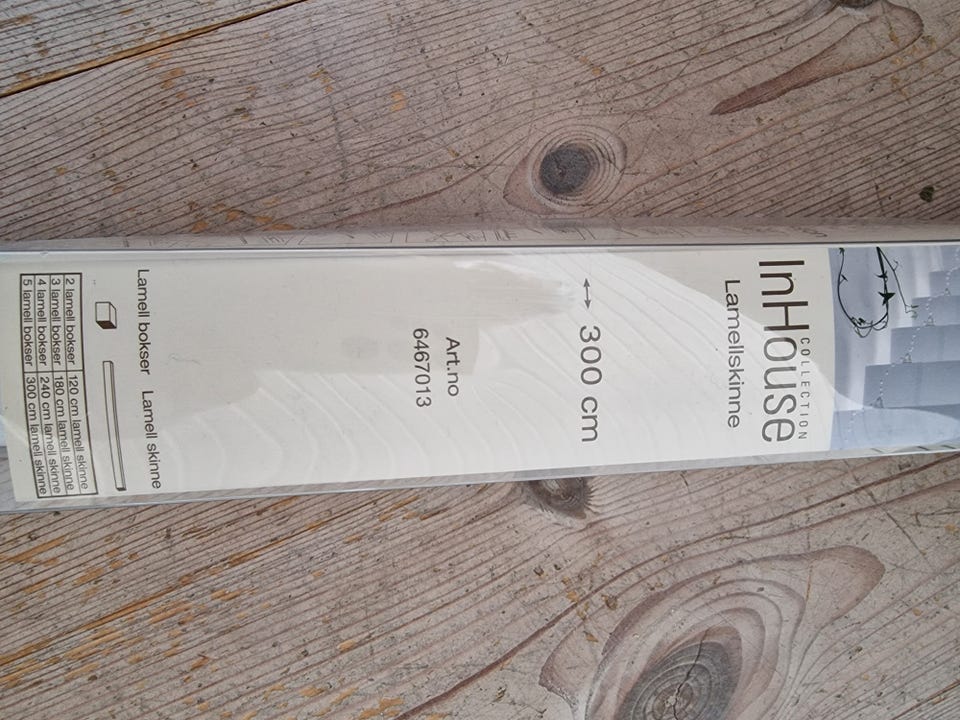 InHouse
COLLECTION
Lamellskinne
300 cm
Art.no
6467013
Lamell bokser Lamell skinne
2 lamell bokser 120 cm lamell skinne
3 lamell bokser 180 cm lamell skinne
4 lamell bokser 240 cm lamell skinne
5 lamell bokser 300 cm lamell skinne